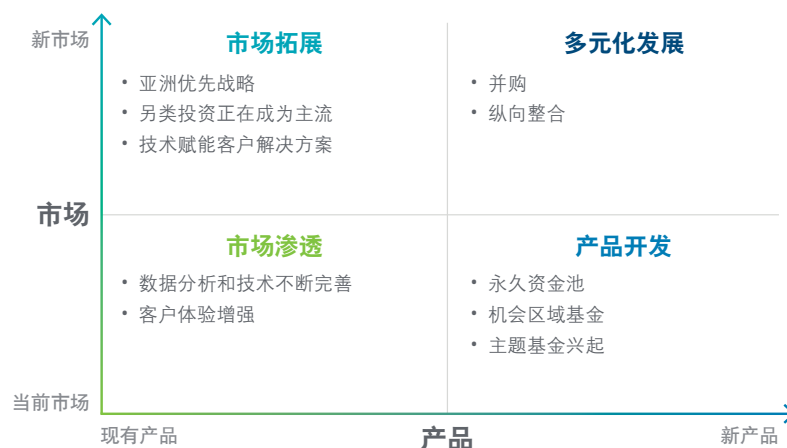 新市场
市场拓展
• 亚洲优先战略
• 另类投资正在成为主流
• 技术赋能客户解决方案
多元化发展
• 并购
• 纵向整合
市场
市场渗透
• 数据分析和技术不断完善
• 客户体验增强
产品开发
• 永久资金池
• 机会区域基金
• 主题基金兴起
当前市场
现有产品
产品
新产品